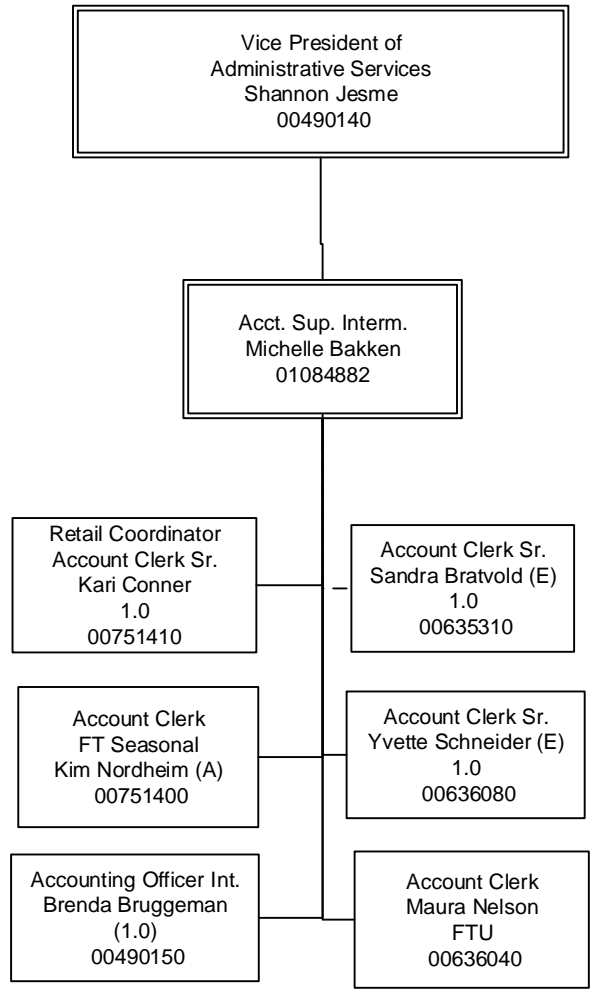 Vice President of
Administrative Services
Shannon Jesme
00490140
Acct. Sup. Interm.
Michelle Bakken
01084882
Retail Coordinator
Account Clerk Sr.
Kari Conner
1.0
00751410
Account Clerk Sr.
Sandra Bratvold (E)
1.0
00635310
Account Clerk
FT Seasonal
Kim Nordheim (A)
00751400
Account Clerk Sr.
Yvette Schneider (E)
1.0
00636080
Accounting Officer Int.
Brenda Bruggeman
(1.0)
00490150
Account Clerk
Maura Nelson
FTU
00636040